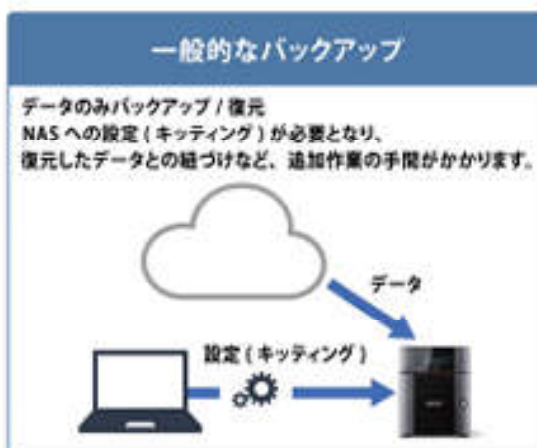 一般的なバックアップ
データのみバックアップ / 復元
NAS への設定 ( キッティング ) が必要となり、
復元したデータとの紐づけなど、追加作業の手間がかかります。
データ
設定 ( キッティング )